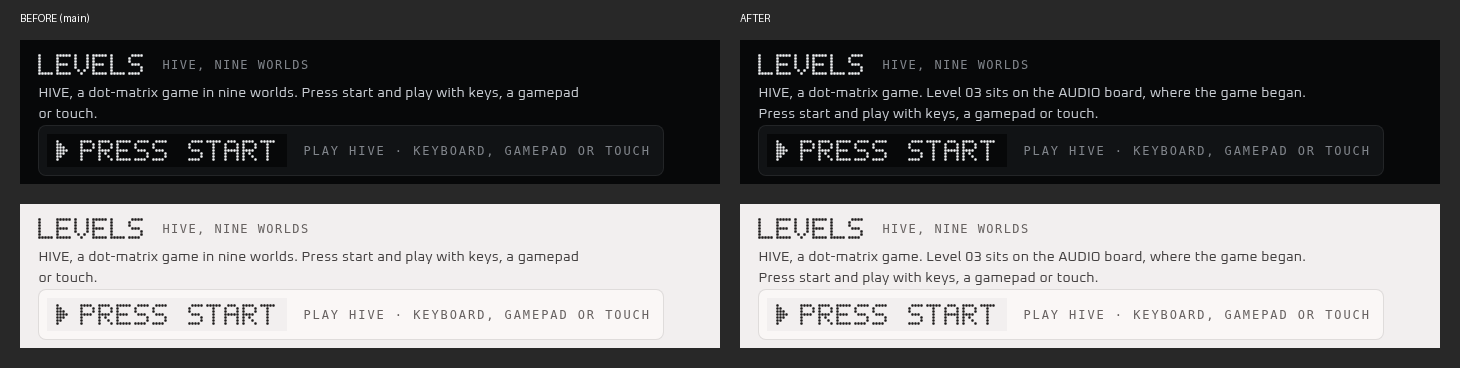 BEFORE (main)
LEVELS HIVE, NINE WORLDS
HIVE, a dot-matrix game in nine worlds. Press start and play with keys, a gamepad
or touch.
PRESS START PLAY HIVE · KEYBOARD, GAMEPAD OR TOUCH
LEVELS HIVE, NINE WORLDS
HIVE, a dot-matrix game in nine worlds. Press start and play with keys, a gamepad
or touch.
PRESS START PLAY HIVE · KEYBOARD, GAMEPAD OR TOUCH
AFTER
LEVELS HIVE, NINE WORLDS
HIVE, a dot-matrix game. Level 03 sits on the AUDIO board, where the game began.
Press start and play with keys, a gamepad or touch.
PRESS START PLAY HIVE · KEYBOARD, GAMEPAD OR TOUCH
LEVELS HIVE, NINE WORLDS
HIVE, a dot-matrix game. Level 03 sits on the AUDIO board, where the game began.
Press start and play with keys, a gamepad or touch.
PRESS START PLAY HIVE · KEYBOARD, GAMEPAD OR TOUCH